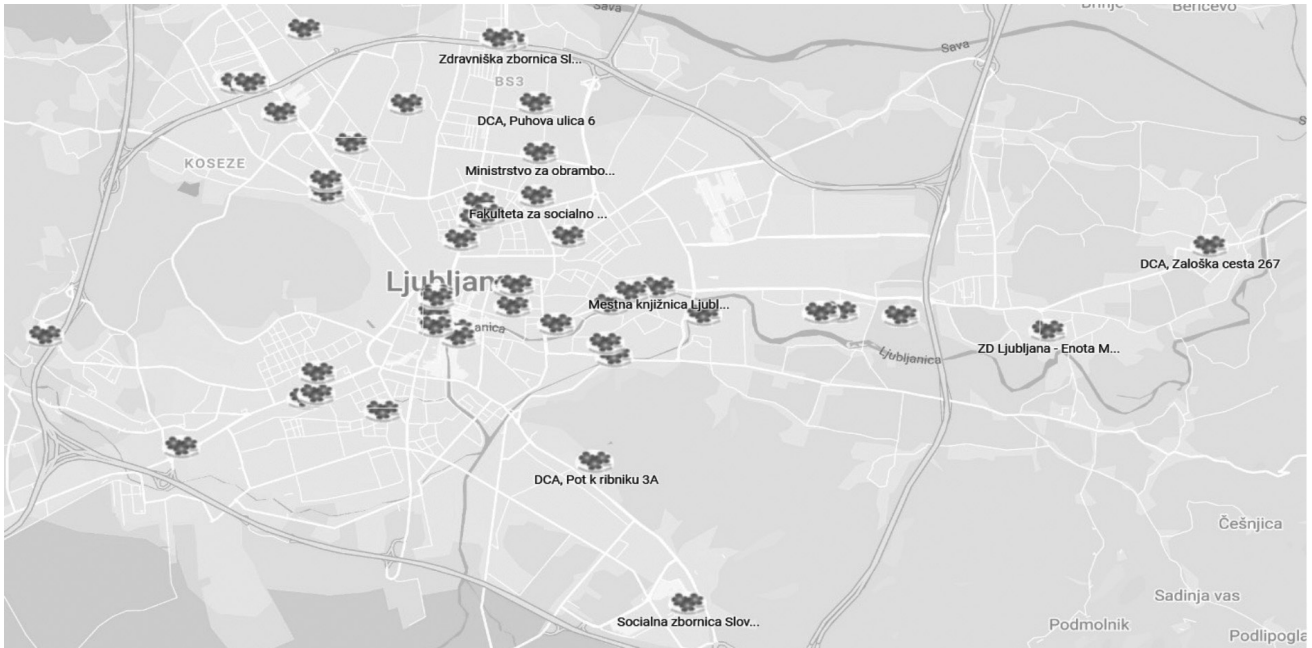 Sava
Drinje
Beričevo
Sava
Zdravniška zbornica Sl...
BS3
DCA, Puhova ulica 6
KOSEZE
Ministrstvo za obrambo...
Fakulteta za socialno ...
DCA, Zaloška cesta 267
Ljubljana
Mestna knjižnica Ljubl...
anica
Ljubljanica
ZD Ljubljana - Enota M...
DCA, Pot k ribniku 3A
Češnjica
Sadinja vas
Socialna zbornica Slov...
Podmolnik
Podlipogla